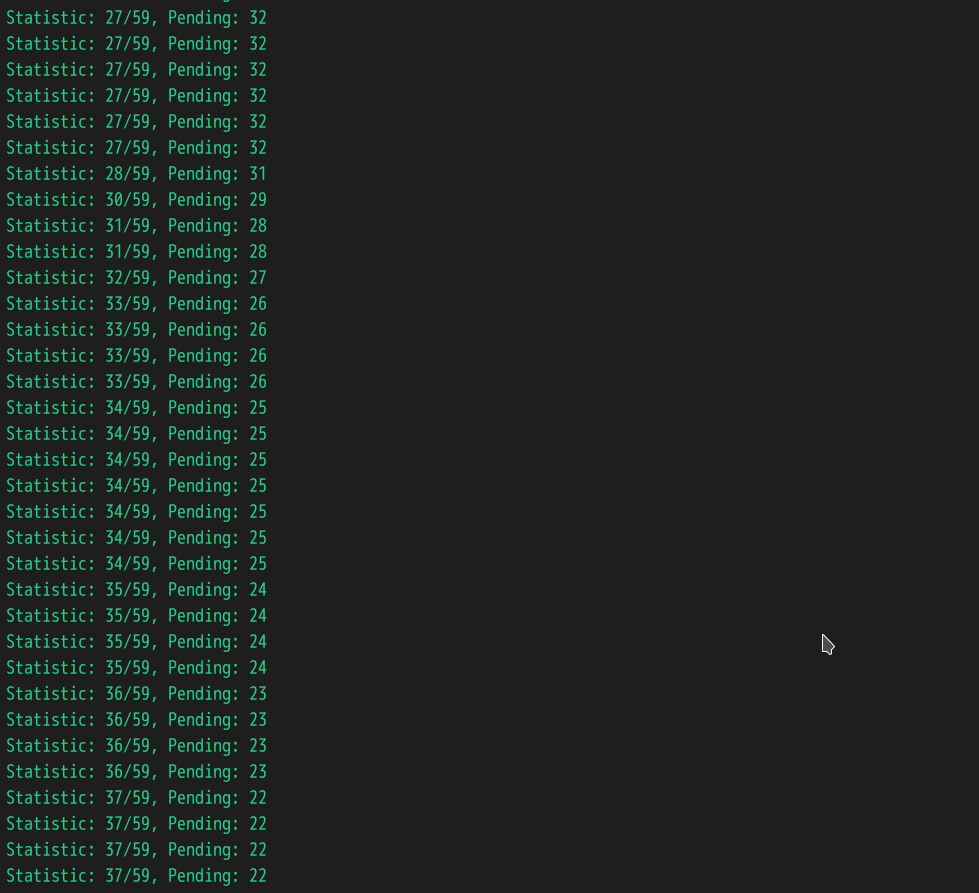 Statistic: 27/59, Pending: 32
Statistic: 27/59, Pending: 32
Statistic: 27/59, Pending: 32
Statistic: 27/59, Pending: 32
Statistic: 27/59, Pending: 32
Statistic: 27/59, Pending: 32
Statistic: 28/59, Pending: 31
Statistic: 30/59, Pending: 29
Statistic: 31/59, Pending: 28
Statistic: 31/59, Pending: 28
Statistic: 32/59, Pending: 27
Statistic: 33/59, Pending: 26
Statistic: 33/59, Pending: 26
Statistic: 33/59, Pending: 26
Statistic: 33/59, Pending: 26
Statistic: 34/59, Pending: 25
Statistic: 34/59, Pending: 25
Statistic: 34/59, Pending: 25
Statistic: 34/59, Pending: 25
Statistic: 34/59, Pending: 25
Statistic: 34/59, Pending: 25
Statistic: 34/59, Pending: 25
Statistic: 35/59, Pending: 24
Statistic: 35/59, Pending: 24
Statistic: 35/59, Pending: 24
Statistic: 35/59, Pending: 24
Statistic: 36/59, Pending: 23
Statistic: 36/59, Pending: 23
Statistic: 36/59, Pending: 23
Statistic: 36/59, Pending: 23
Statistic: 37/59, Pending: 22
Statistic: 37/59, Pending: 22
Statistic: 37/59, Pending: 22
Statistic: 37/59, Pending: 22